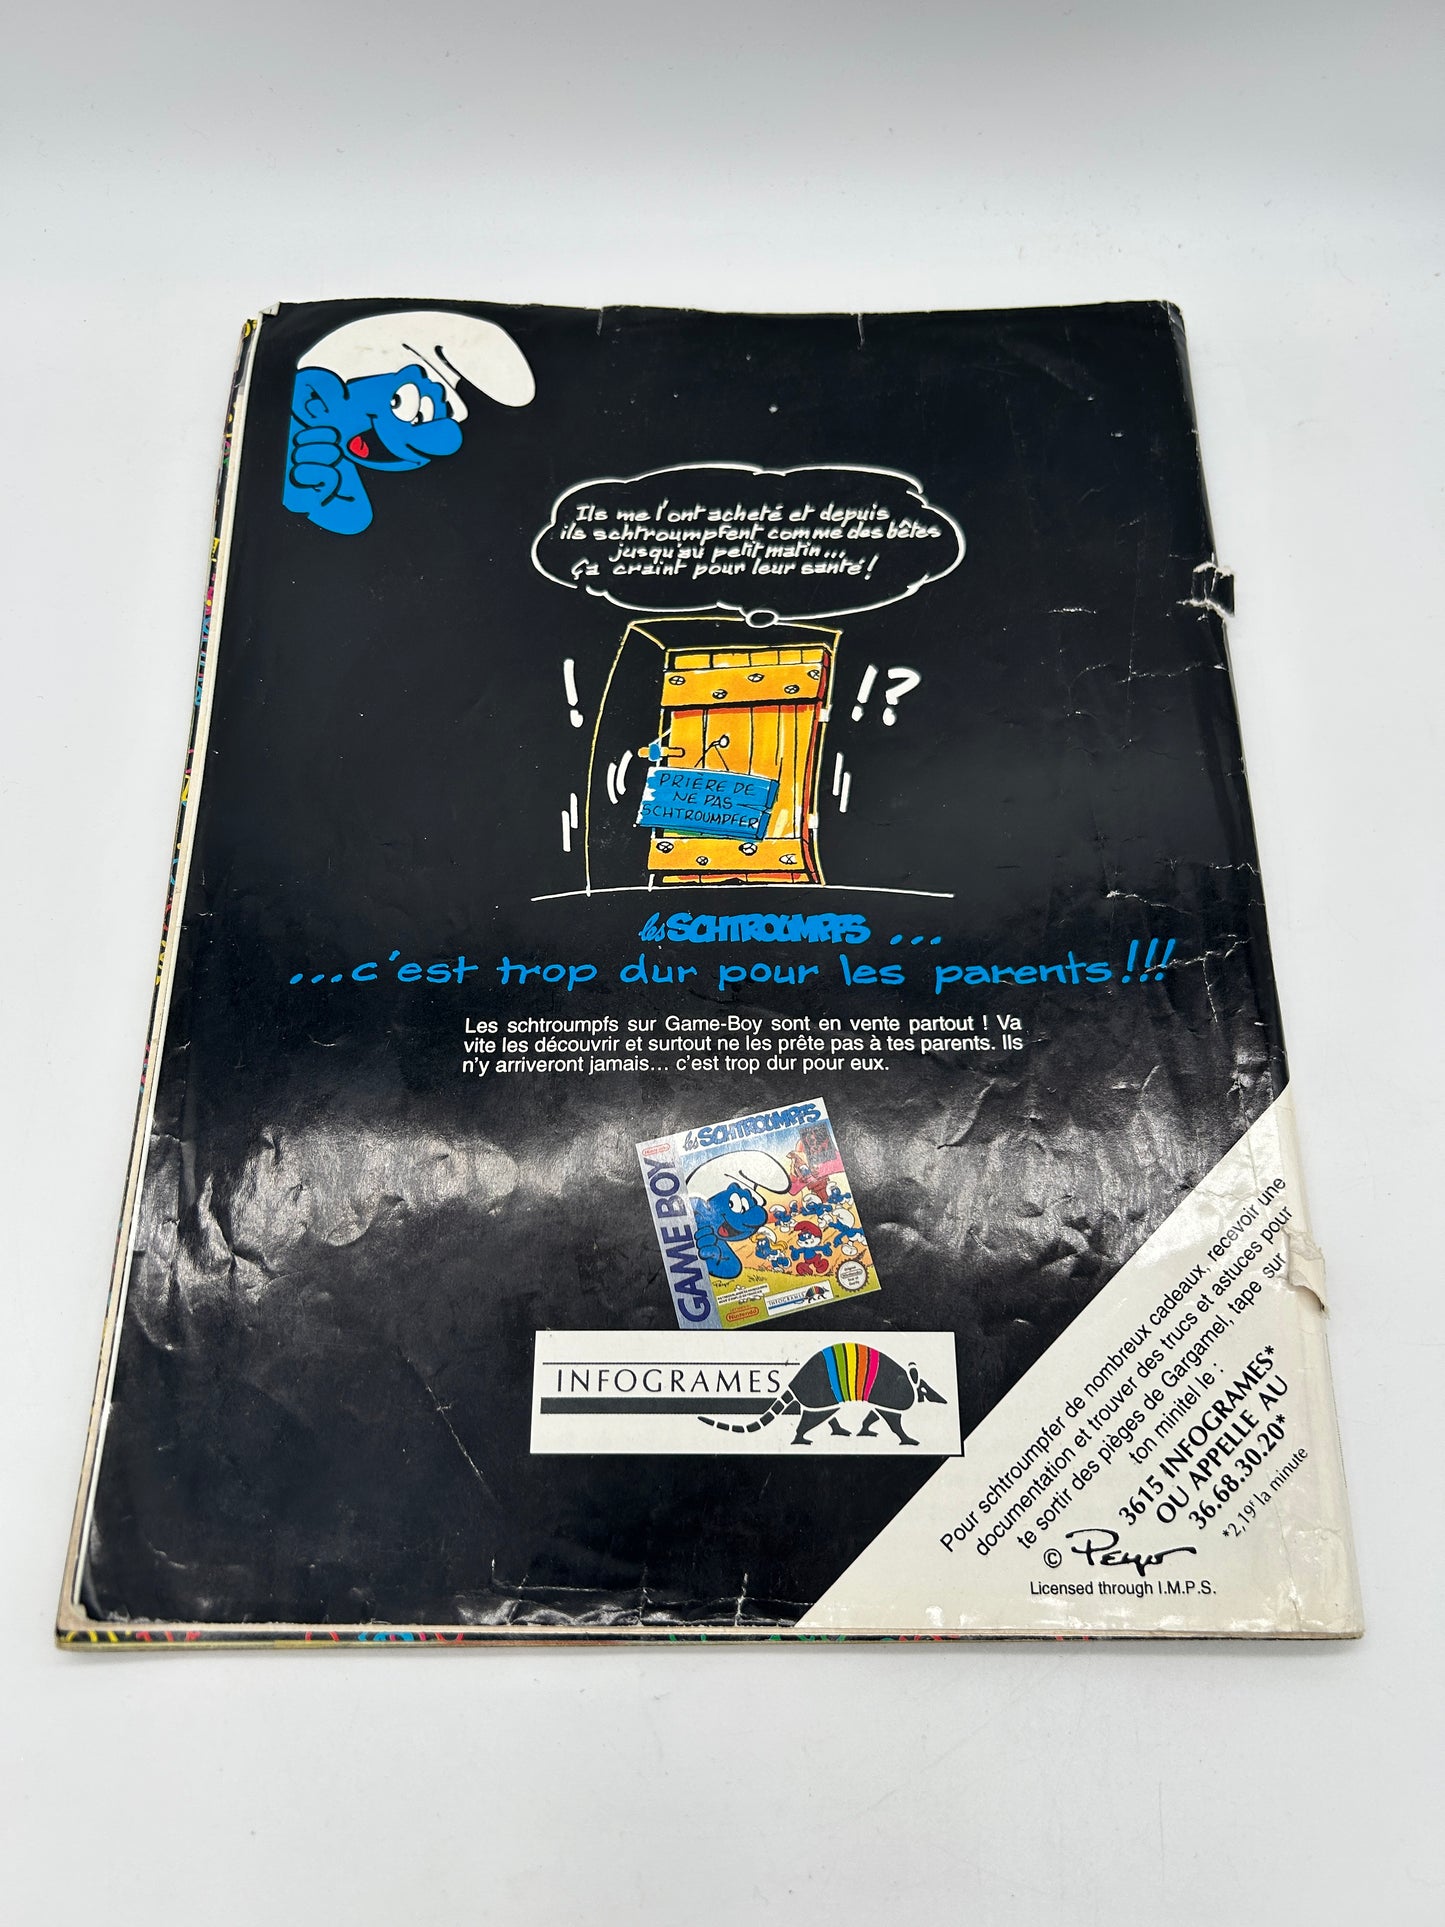 Ils me l'ont acheté et depuis
ils schtroumpfent comme des bêtes
jusqu'au petit matin...
Ça craint pour leur santé !
! !?
PRIÈRE DE
NE PAS
SCHTROUMPFER
les SCHTROUMPFS ...
...c'est trop dur pour les parents!!!
Les schtroumpfs sur Game-Boy sont en vente partout ! Va
vite les découvrir et surtout ne les prête pas à tes parents. Ils
n'y arriveront jamais... c'est trop dur pour eux.
les SCHTROUMPFS
Nintendo
GAME BOY
Peyo
INFOGRAMES
Nintendo
INFOGRAMES
Pour schtroumpfer de nombreux cadeaux, recevoir une
documentation et trouver des trucs et astuces pour
te sortir des pièges de Gargamel, tape sur
ton minitel le :
3615 INFOGRAMES*
OU APPELLE AU
36.68.30.20*
*2,19F la minute
© Peyo
Licensed through I.M.P.S.